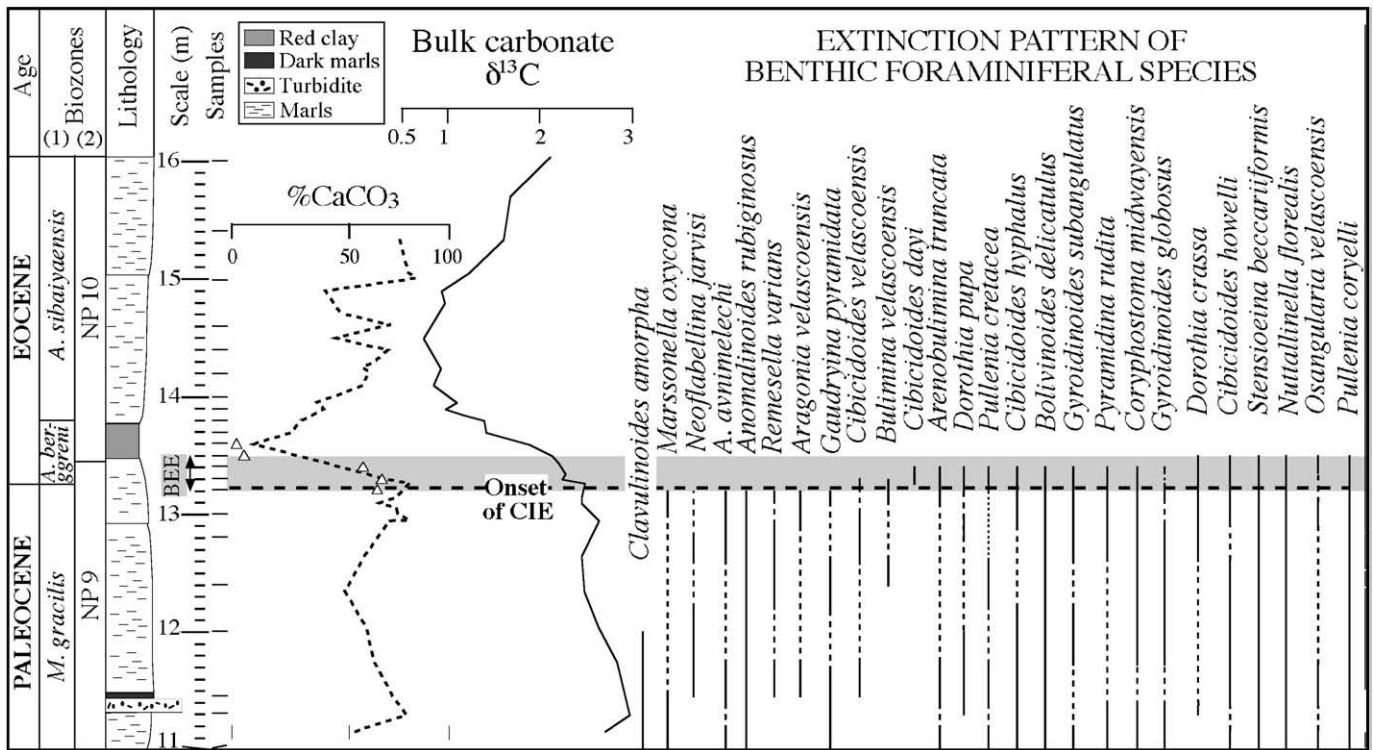 Age
Biozones
(1) (2)
Lithology
Scale (m)
Samples
Red clay
Dark marls
Turbidite
Marls
Bulk carbonate
δ¹³C
0.5 1 2 3
EXTINCTION PATTERN OF
BENTHIC FORAMINIFERAL SPECIES
%CaCO₃
0 50 100
EOCENE
PALEOCENE
A. sibaiyaensis
A. ber-
ggreni
M. gracilis
NP 10
NP 9
16
15
14
13
12
11
BEE
Onset
of CIE
Clavulinoides amorpha
Marssonella oxycona
Neoflabellina jarvisi
A. avnimelechi
Anomalinoides rubiginosus
Remesella varians
Aragonia velascoensis
Gaudryina pyramidata
Cibicidoides velascoensis
Bulimina velascoensis
Cibicidoides dayi
Arenobulimina truncata
Dorothia pupa
Pullenia cretacea
Cibicidoides hyphalus
Bolivinoides delicatulus
Gyroidinoides subangulatus
Pyramidina rudita
Coryphostoma midwayensis
Gyroidinoides globosus
Dorothia crassa
Cibicidoides howelli
Stensioeina beccariiformis
Nuttallinella florealis
Osangularia velascoensis
Pullenia coryelli